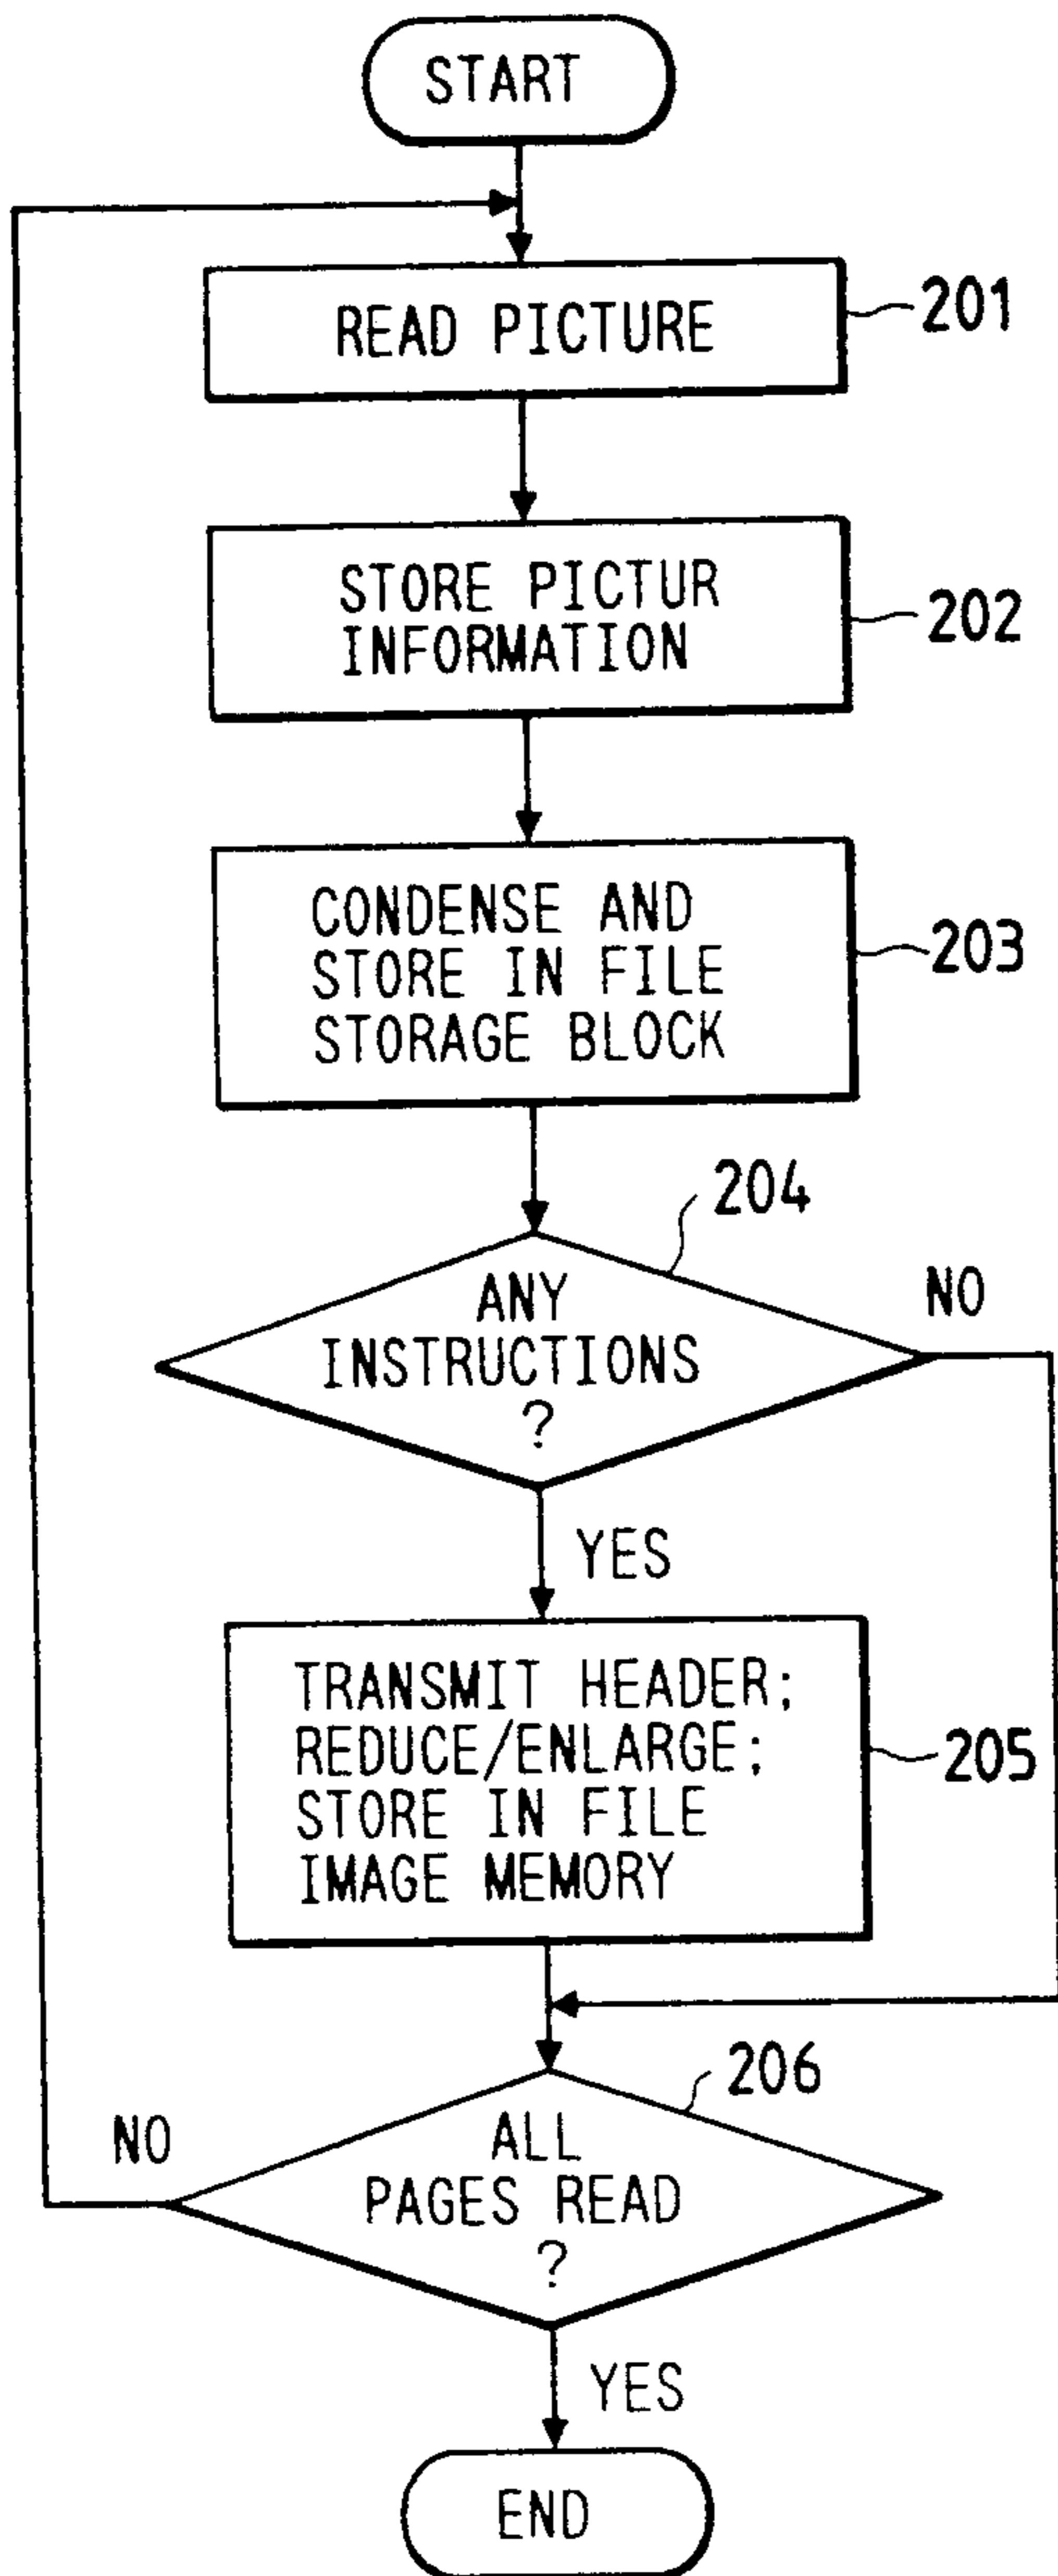 START
READ PICTURE
201
STORE PICTUR
INFORMATION
202
CONDENSE AND
STORE IN FILE
STORAGE BLOCK
203
204
ANY
INSTRUCTIONS
?
NO
YES
TRANSMIT HEADER;
REDUCE/ENLARGE;
STORE IN FILE
IMAGE MEMORY
205
206
NO
ALL
PAGES READ
?
YES
END